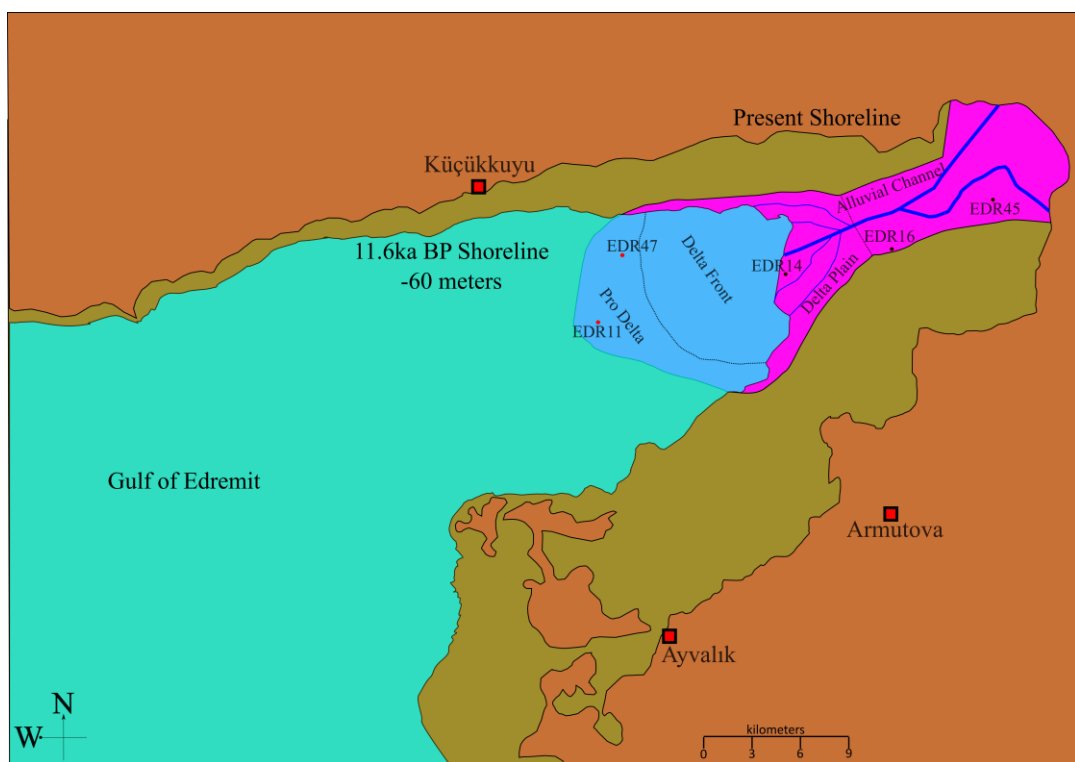 Present Shoreline
Küçükkuyu
Alluvial Channel
EDR45
11.6ka BP Shoreline
-60 meters
EDR47
Delta Front
EDR16
EDR14
Delta Plain
Pro Delta
EDR11
Gulf of Edremit
Armutova
Ayvalık
N
W
kilometers
0 3 6 9